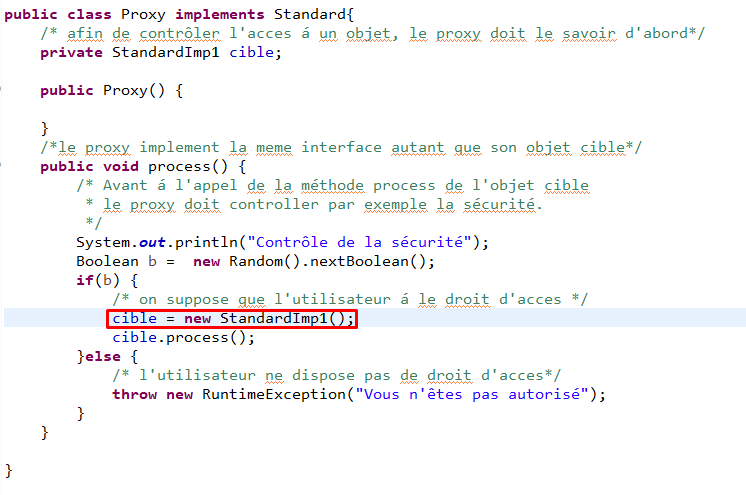 public class Proxy implements Standard{
/* afin de contrôler l'acces á un objet, le proxy doit le savoir d'abord*/
private StandardImp1 cible;
public Proxy() {
}
/*le proxy implement la meme interface autant que son objet cible*/
public void process() {
/* Avant á l'appel de la méthode process de l'objet cible
* le proxy doit controller par exemple la sécurité.
*/
System.out.println("Contrôle de la sécurité");
Boolean b =  new Random().nextBoolean();
if(b) {
/* on suppose que l'utilisateur á le droit d'acces */
cible = new StandardImp1();
cible.process();
}else {
/* l'utilisateur ne dispose pas de droit d'acces*/
throw new RuntimeException("Vous n'êtes pas autorisé");
}
}
}